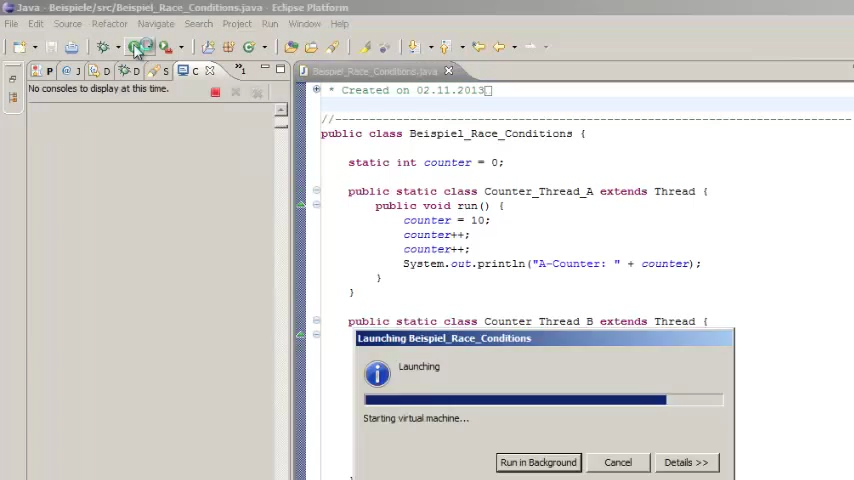 Java - Beispiele/src/Beispiel_Race_Conditions.java - Eclipse Platform
File Edit Source Refactor Navigate Search Project Run Window Help
P @ J D D S C 1
Beispiel_Race_Conditions.java
No consoles to display at this time.
* Created on 02.11.2013
//----------------------------------------------------------------------------
public class Beispiel_Race_Conditions {
static int counter = 0;
public static class Counter_Thread_A extends Thread {
public void run() {
counter = 10;
counter++;
counter++;
System.out.println("A-Counter: " + counter);
}
}
public static class Counter_Thread_B extends Thread {
Launching Beispiel_Race_Conditions
Launching
Starting virtual machine...
Run in Background Cancel Details >>